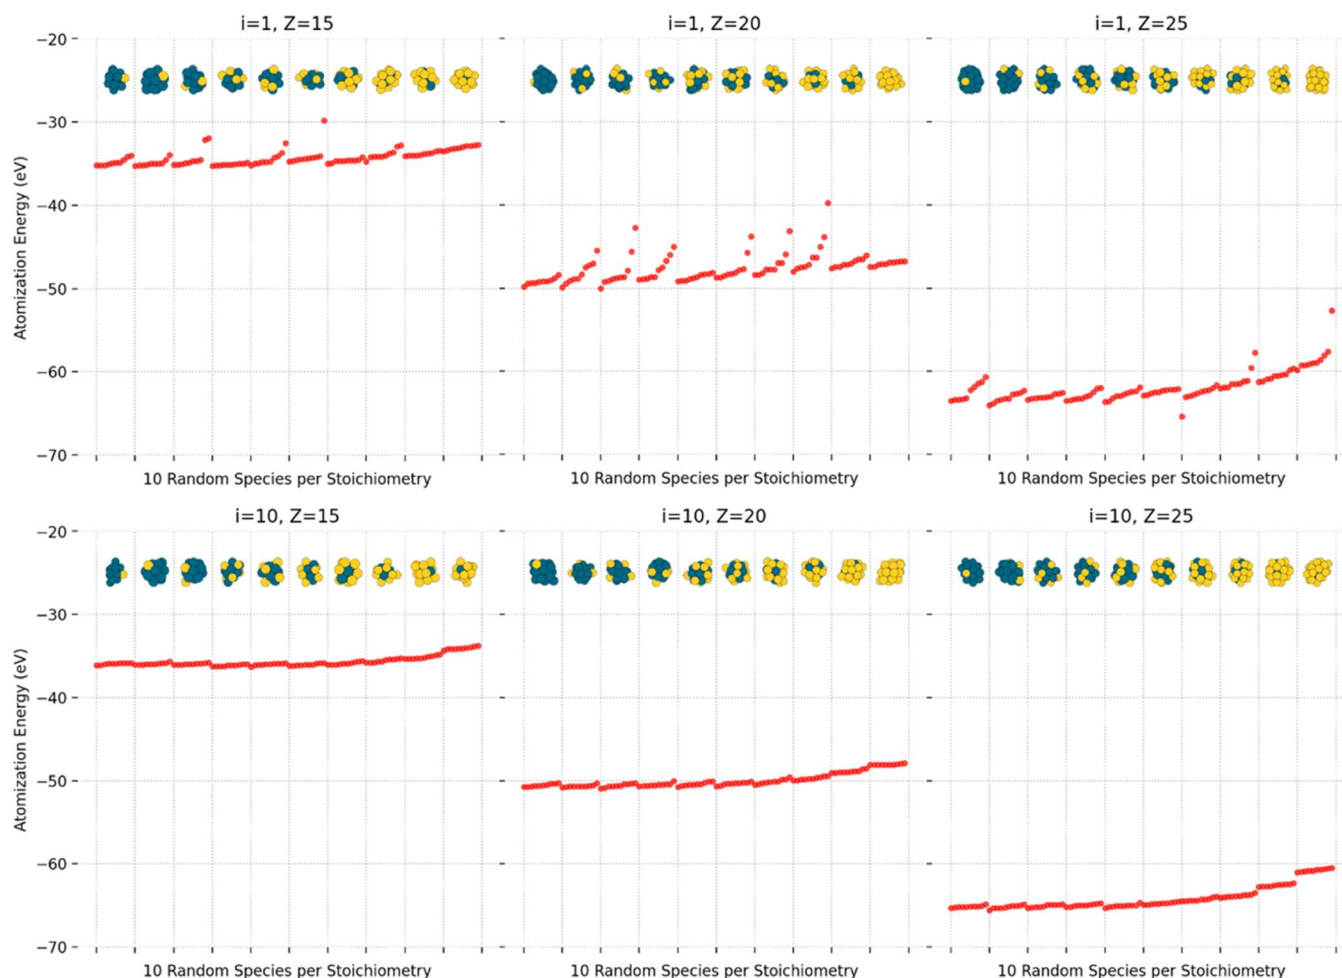 i=1, Z=15
i=1, Z=20
i=1, Z=25
Atomization Energy (eV)
−20
−30
−40
−50
−60
−70
10 Random Species per Stoichiometry
10 Random Species per Stoichiometry
10 Random Species per Stoichiometry
i=10, Z=15
i=10, Z=20
i=10, Z=25
Atomization Energy (eV)
−20
−30
−40
−50
−60
−70
10 Random Species per Stoichiometry
10 Random Species per Stoichiometry
10 Random Species per Stoichiometry